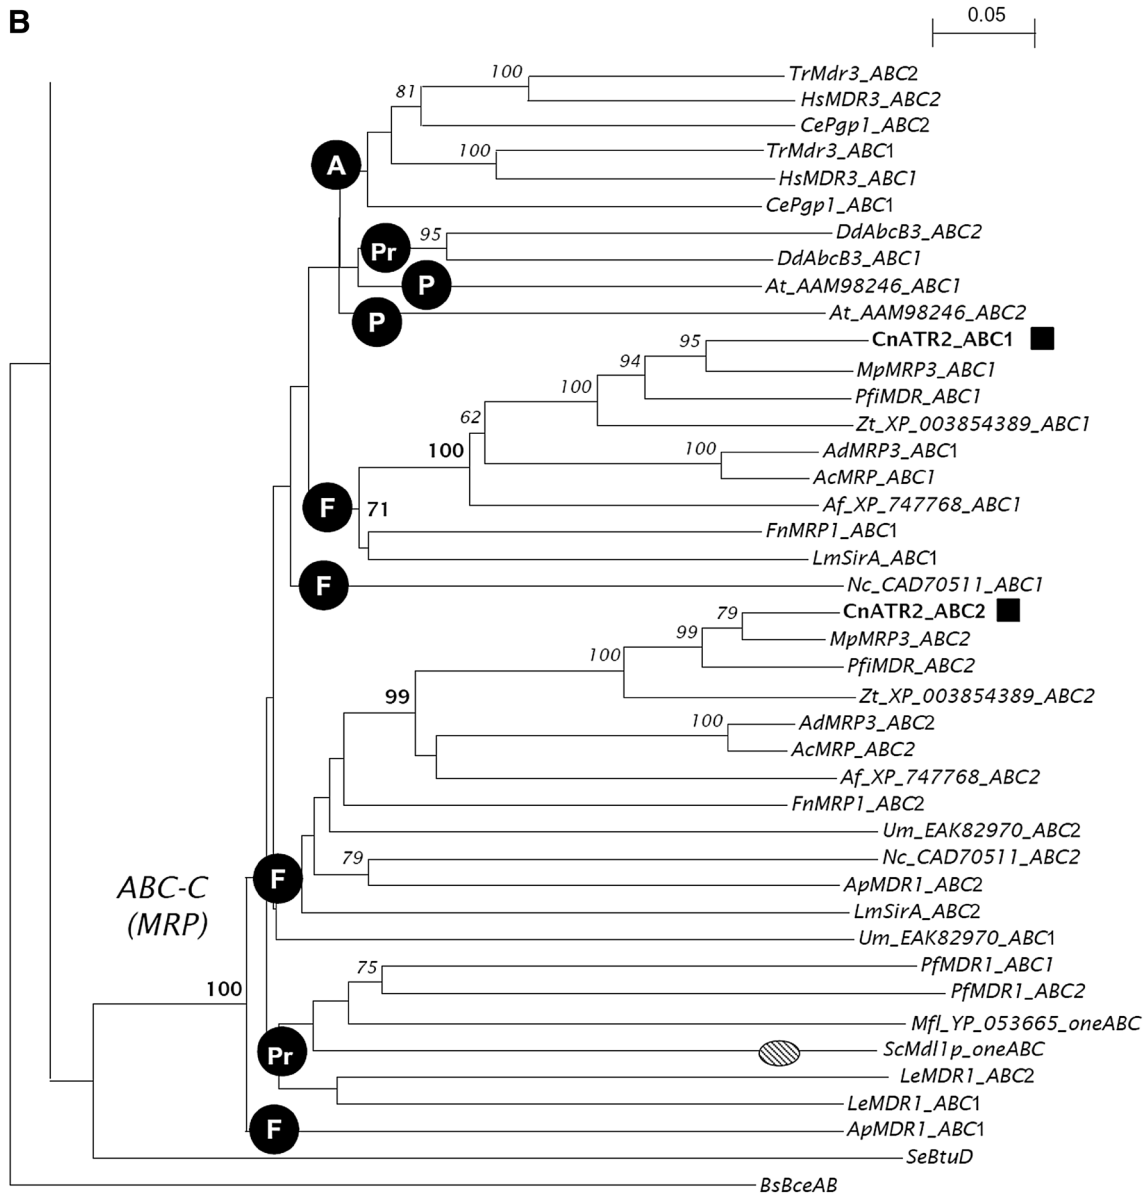 B
0.05
100
TrMdr3_ABC2
HsMDR3_ABC2
81
CePgp1_ABC2
A
100
TrMdr3_ABC1
HsMDR3_ABC1
CePgp1_ABC1
Pr
95
DdAbcB3_ABC2
DdAbcB3_ABC1
P
At_AAM98246_ABC1
P
At_AAM98246_ABC2
95
CnATR2_ABC1
94
MpMRP3_ABC1
100
PfiMDR_ABC1
Zt_XP_003854389_ABC1
62
100
100
AdMRP3_ABC1
AcMRP_ABC1
Af_XP_747768_ABC1
F
71
FnMRP1_ABC1
LmSirA_ABC1
F
Nc_CAD70511_ABC1
79
CnATR2_ABC2
99
MpMRP3_ABC2
100
PfiMDR_ABC2
99
Zt_XP_003854389_ABC2
100
AdMRP3_ABC2
AcMRP_ABC2
Af_XP_747768_ABC2
FnMRP1_ABC2
Um_EAK82970_ABC2
79
Nc_CAD70511_ABC2
F
ApMDR1_ABC2
ABC-C
(MRP)
LmSirA_ABC2
Um_EAK82970_ABC1
75
PfMDR1_ABC1
100
PfMDR1_ABC2
Mfl_YP_053665_oneABC
Pr
ScMdl1p_oneABC
LeMDR1_ABC2
LeMDR1_ABC1
F
ApMDR1_ABC1
SeBtuD
BsBceAB